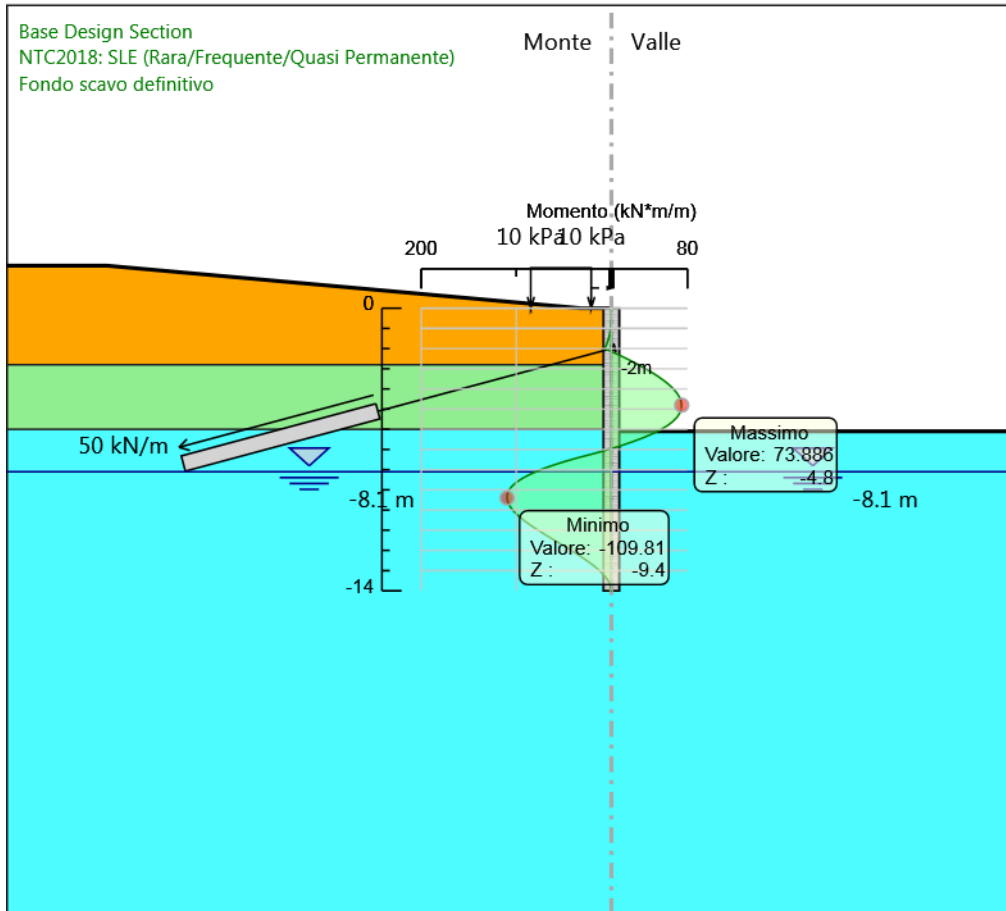 Base Design Section
NTC2018: SLE (Rara/Frequente/Quasi Permanente)
Fondo scavo definitivo
Monte
Valle
Momento (kN*m/m)
10 kPa
10 kPa
200
80
0
-2m
50 kN/m
Massimo
Valore: 73.886
Z : -4.8
-8.1 m
-8.1 m
Minimo
Valore: -109.81
Z : -9.4
-14